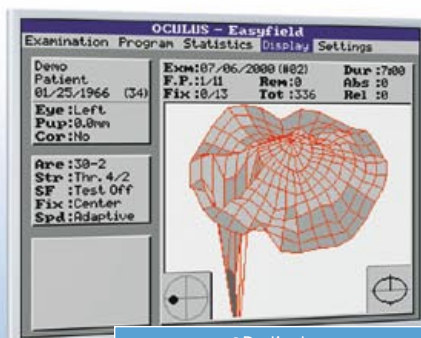 OCULUS - Easyfield
Examination Program Statistics Display Settings
Demo
Patient
01/25/1966 (34)
Eye :Left
Pup:0.0mm
Cor:No
Are :30-2
Str :Thr. 4/2
SF :Test Off
Fix :Center
Spd:Adaptive
Exm:07/06/2000 (#02) Dur :7:00
F.P.:1/11 Rem:0 Abs :0
Fix :0/13 Tot :336 Rel :0